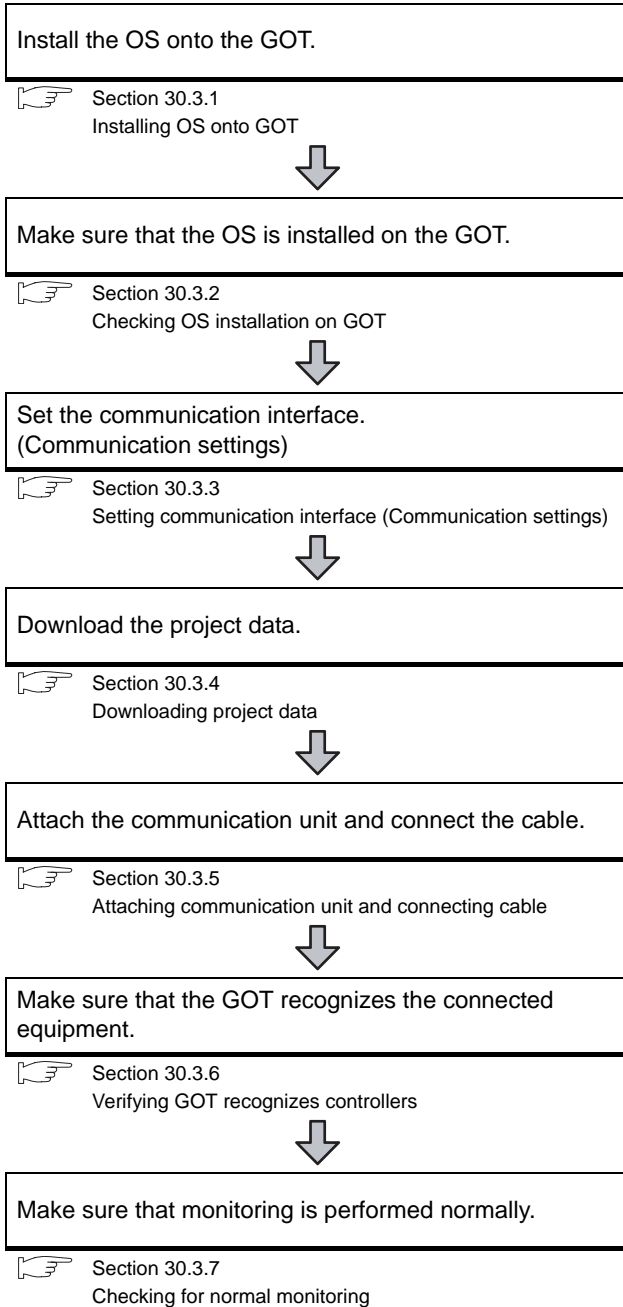 Install the OS onto the GOT.
Section 30.3.1
Installing OS onto GOT
Make sure that the OS is installed on the GOT.
Section 30.3.2
Checking OS installation on GOT
Set the communication interface.
(Communication settings)
Section 30.3.3
Setting communication interface (Communication settings)
Download the project data.
Section 30.3.4
Downloading project data
Attach the communication unit and connect the cable.
Section 30.3.5
Attaching communication unit and connecting cable
Make sure that the GOT recognizes the connected
equipment.
Section 30.3.6
Verifying GOT recognizes controllers
Make sure that monitoring is performed normally.
Section 30.3.7
Checking for normal monitoring